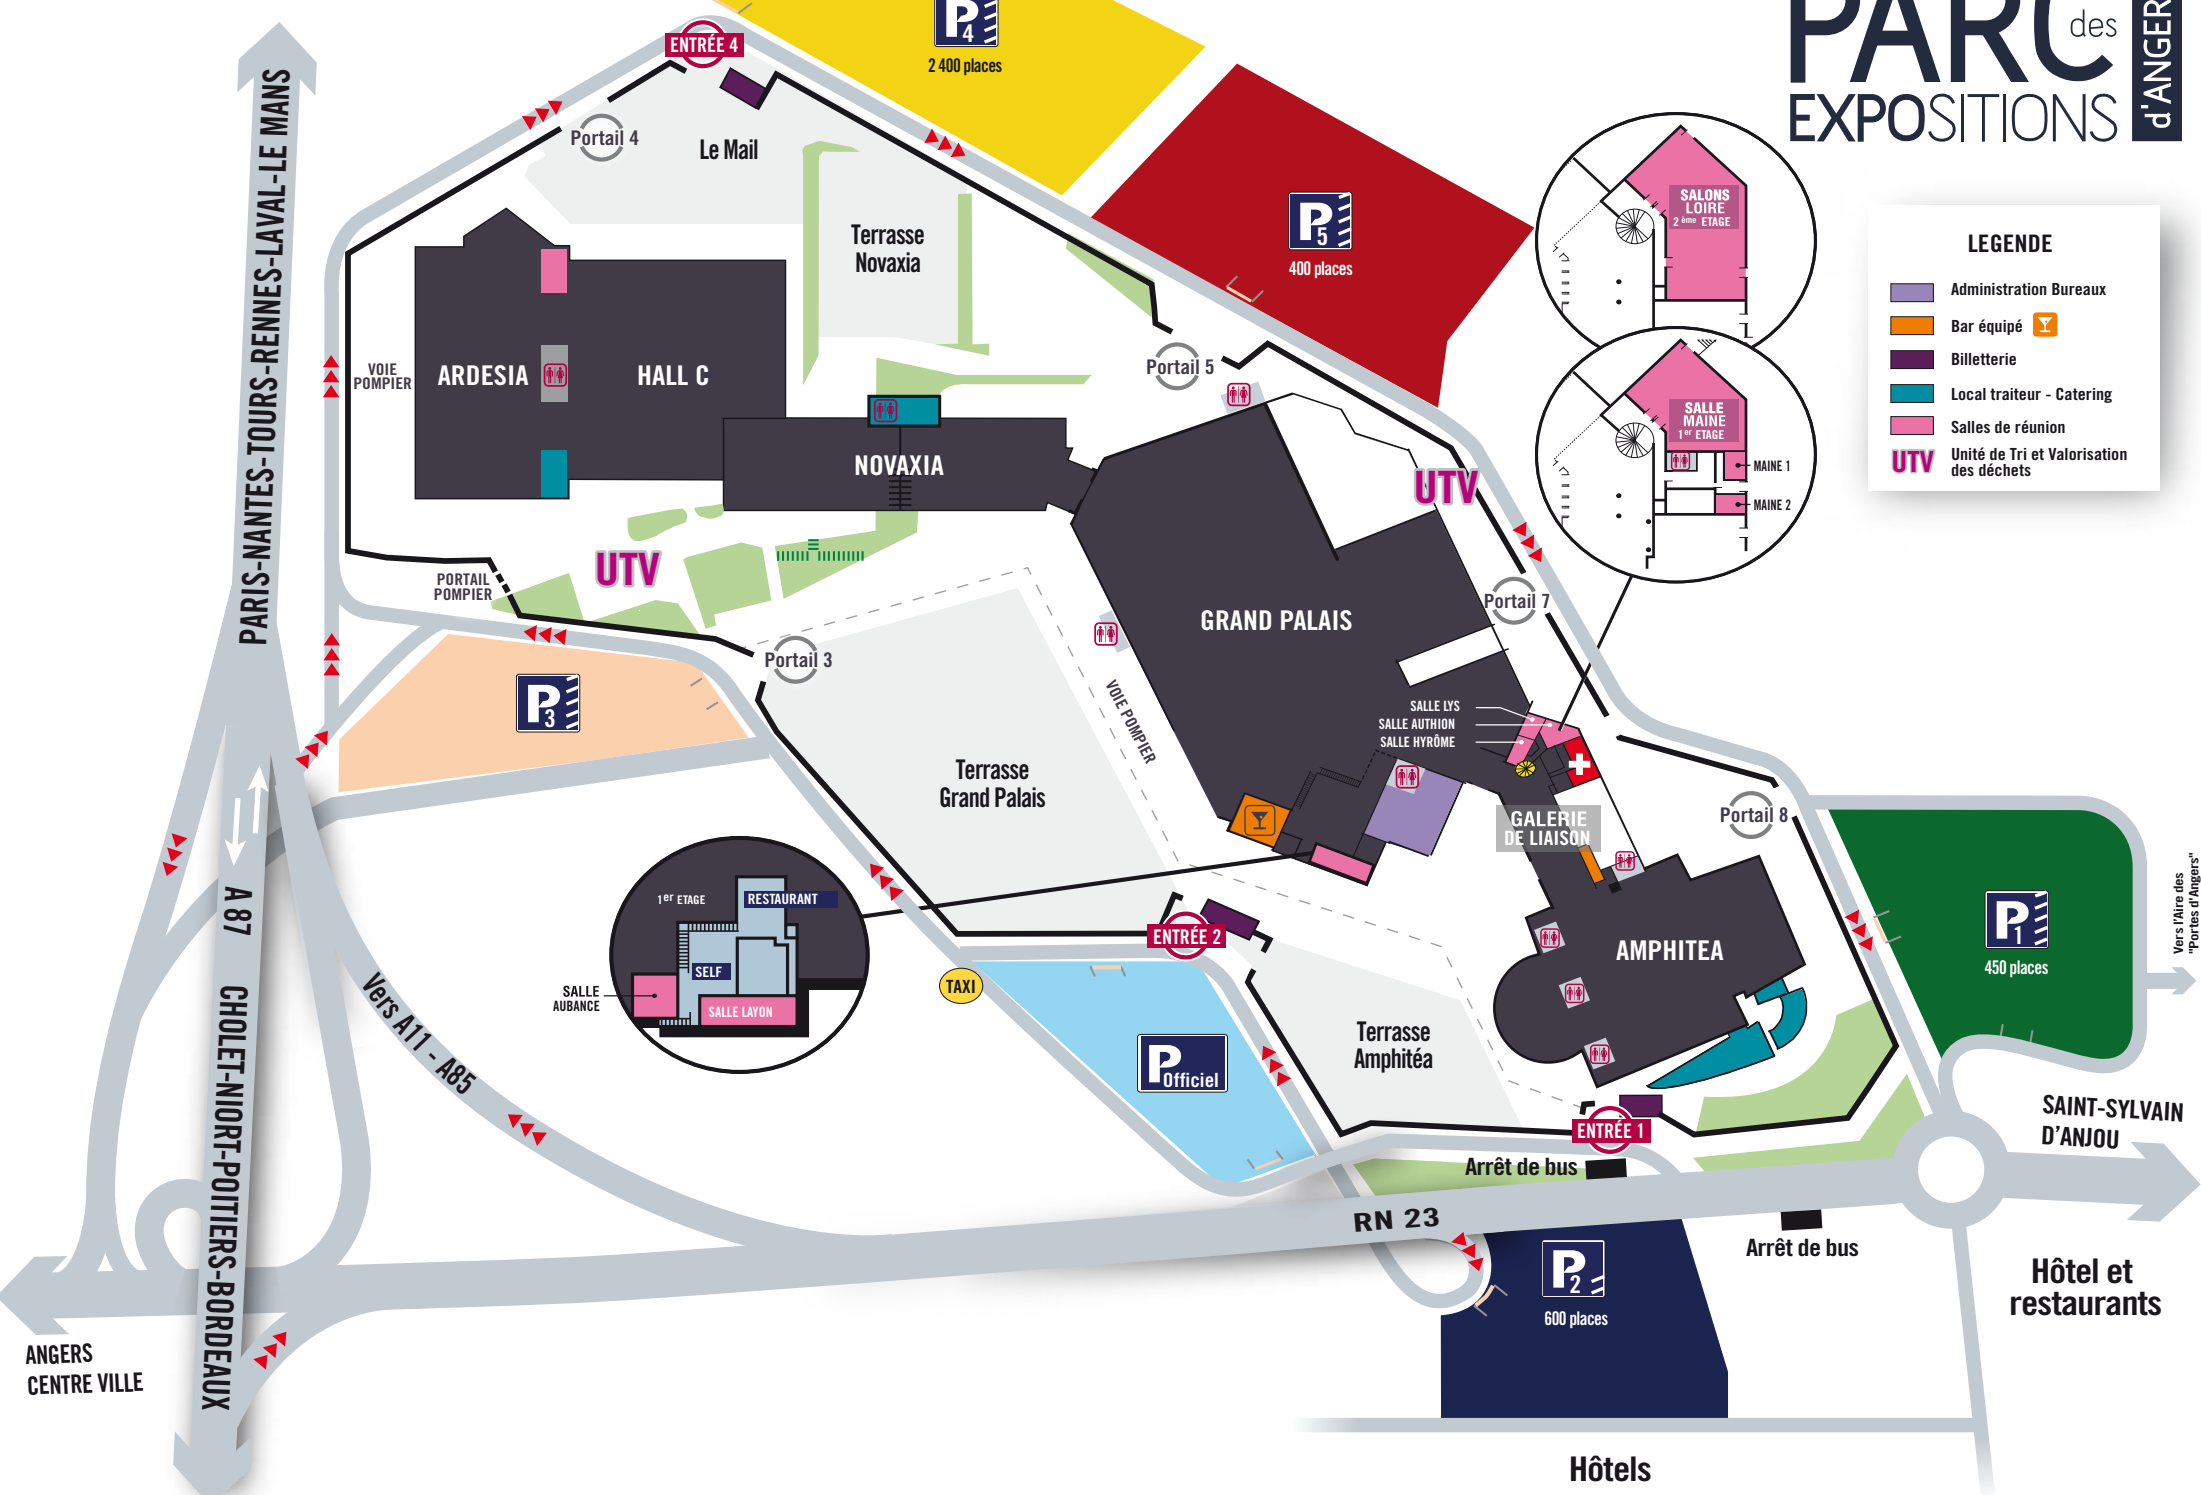 PARC des
EXPOSITIONS
d'ANGER
ENTRÉE 4
P4
2 400 places
Portail 4
Le Mail
Terrasse
Novaxia
P5
400 places
SALONS
LOIRE
2 ème ETAGE
LEGENDE
Administration Bureaux
Bar équipé
Billetterie
Local traiteur - Catering
Salles de réunion
UTV Unité de Tri et Valorisation
des déchets
SALLE
MAINE
1er ETAGE
MAINE 1
MAINE 2
PARIS-NANTES-TOURS-RENNES-LAVAL-LE MANS
VOIE
POMPIER
ARDESIA
HALL C
Portail 5
NOVAXIA
UTV
UTV
PORTAIL
POMPIER
Portail 7
GRAND PALAIS
Portail 3
P3
VOIE POMPIER
SALLE LYS
SALLE AUTHION
SALLE HYRÔME
Terrasse
Grand Palais
GALERIE
DE LIAISON
Portail 8
A 87
CHOLET-NIORT-POITIERS-BORDEAUX
1er ETAGE
RESTAURANT
SELF
SALLE
AUBANCE
SALLE LAYON
ENTRÉE 2
TAXI
AMPHITEA
P1
450 places
Vers l'Aire des
"Portes d'Angers"
Vers A11 - A85
P Officiel
Terrasse
Amphitéa
ENTRÉE 1
Arrêt de bus
SAINT-SYLVAIN
D'ANJOU
RN 23
Arrêt de bus
P2
600 places
Hôtel et
restaurants
ANGERS
CENTRE VILLE
Hôtels